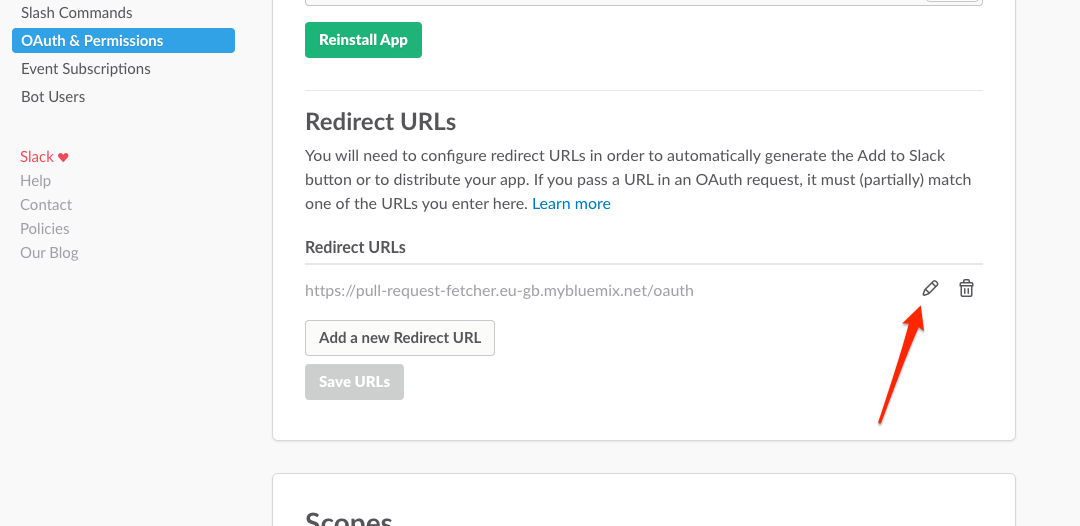 Slash Commands
OAuth & Permissions
Event Subscriptions
Bot Users
Slack ♥
Help
Contact
Policies
Our Blog
Reinstall App
Redirect URLs
You will need to configure redirect URLs in order to automatically generate the Add to Slack
button or to distribute your app. If you pass a URL in an OAuth request, it must (partially) match
one of the URLs you enter here. Learn more
Redirect URLs
https://pull-request-fetcher.eu-gb.mybluemix.net/oauth
Add a new Redirect URL
Save URLs
Scopes